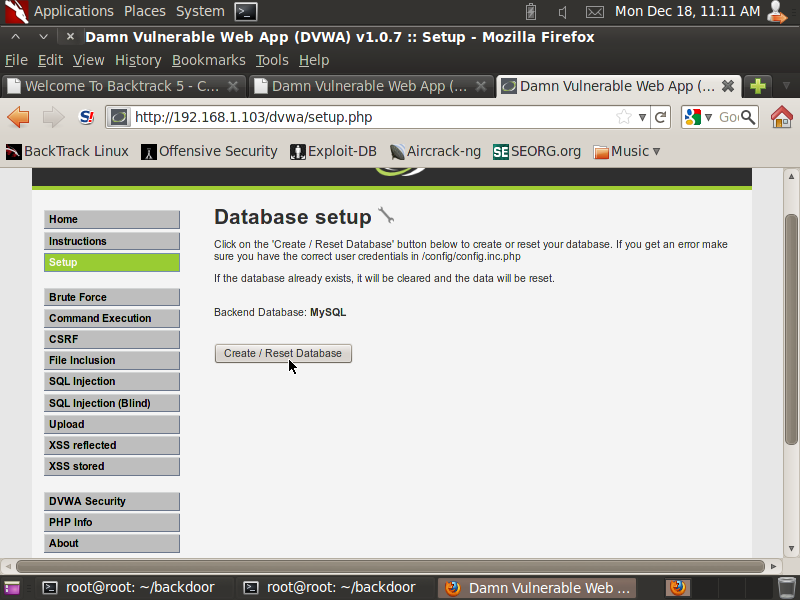 Applications Places System Mon Dec 18, 11:11 AM
Damn Vulnerable Web App (DVWA) v1.0.7 :: Setup - Mozilla Firefox
File Edit View History Bookmarks Tools Help
Welcome To Backtrack 5 - C... Damn Vulnerable Web App (... Damn Vulnerable Web App (...
S! http://192.168.1.103/dvwa/setup.php Go
BackTrack Linux Offensive Security Exploit-DB Aircrack-ng SE SEORG.org Music
Home
Instructions
Setup
Brute Force
Command Execution
CSRF
File Inclusion
SQL Injection
SQL Injection (Blind)
Upload
XSS reflected
XSS stored
DVWA Security
PHP Info
About
Database setup
Click on the 'Create / Reset Database' button below to create or reset your database. If you get an error make
sure you have the correct user credentials in /config/config.inc.php
If the database already exists, it will be cleared and the data will be reset.
Backend Database: MySQL
Create / Reset Database
root@root: ~/backdoor root@root: ~/backdoor Damn Vulnerable Web ...